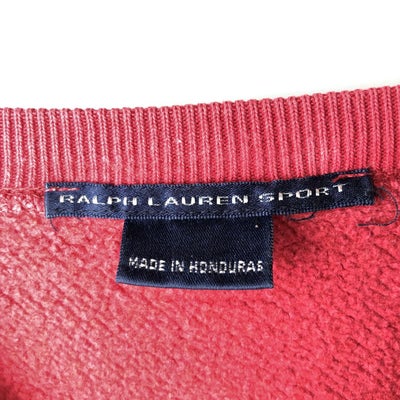 RALPH LAUREN SPORT
MADE IN HONDURAS